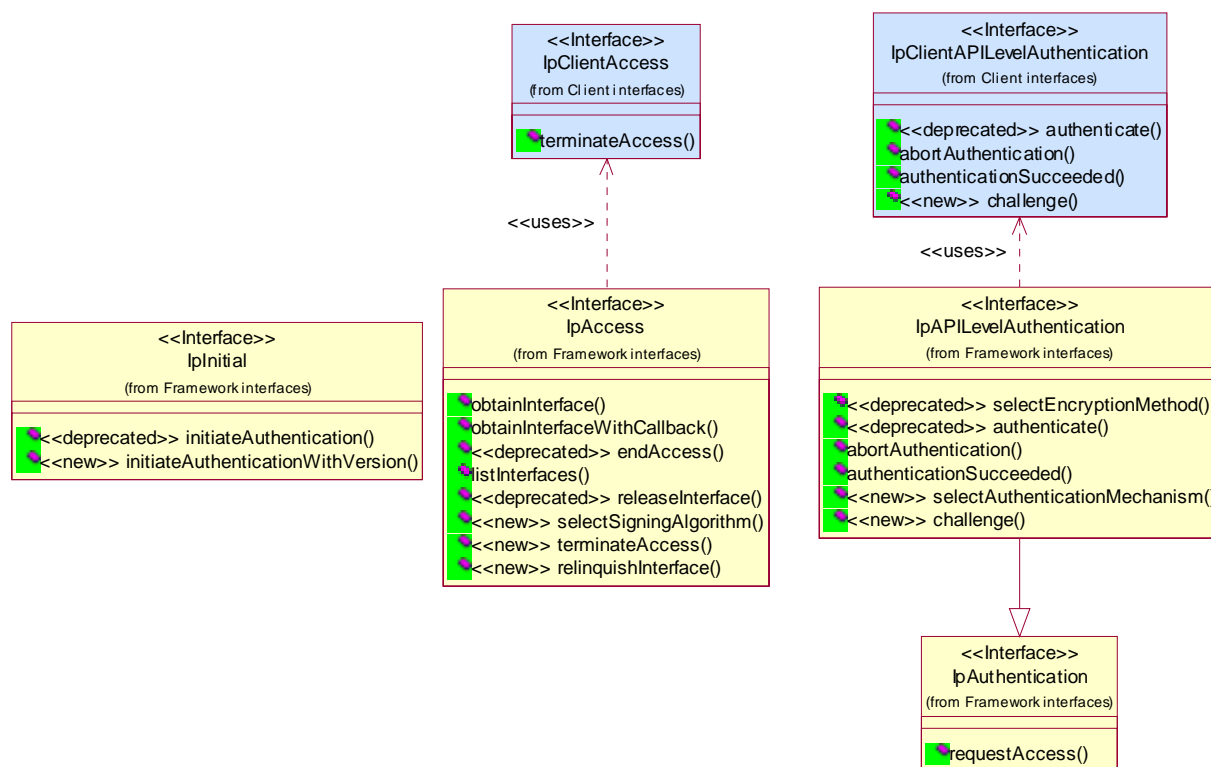 <<Interface>>
IpClientAccess
(from Client interfaces)
terminateAccess()
<<uses>>
<<Interface>>
IpClientAPILevelAuthentication
(from Client interfaces)
<<deprecated>> authenticate()
abortAuthentication()
authenticationSucceeded()
<<new>> challenge()
<<uses>>
<<Interface>>
IpInitial
(from Framework interfaces)
<<deprecated>> initiateAuthentication()
<<new>> initiateAuthenticationWithVersion()
<<Interface>>
IpAccess
(from Framework interfaces)
obtainInterface()
obtainInterfaceWithCallback()
<<deprecated>> endAccess()
listInterfaces()
<<deprecated>> releaseInterface()
<<new>> selectSigningAlgorithm()
<<new>> terminateAccess()
<<new>> relinquishInterface()
<<Interface>>
IpAPILevelAuthentication
(from Framework interfaces)
<<deprecated>> selectEncryptionMethod()
<<deprecated>> authenticate()
abortAuthentication()
authenticationSucceeded()
<<new>> selectAuthenticationMechanism()
<<new>> challenge()
<<Interface>>
IpAuthentication
(from Framework interfaces)
requestAccess()